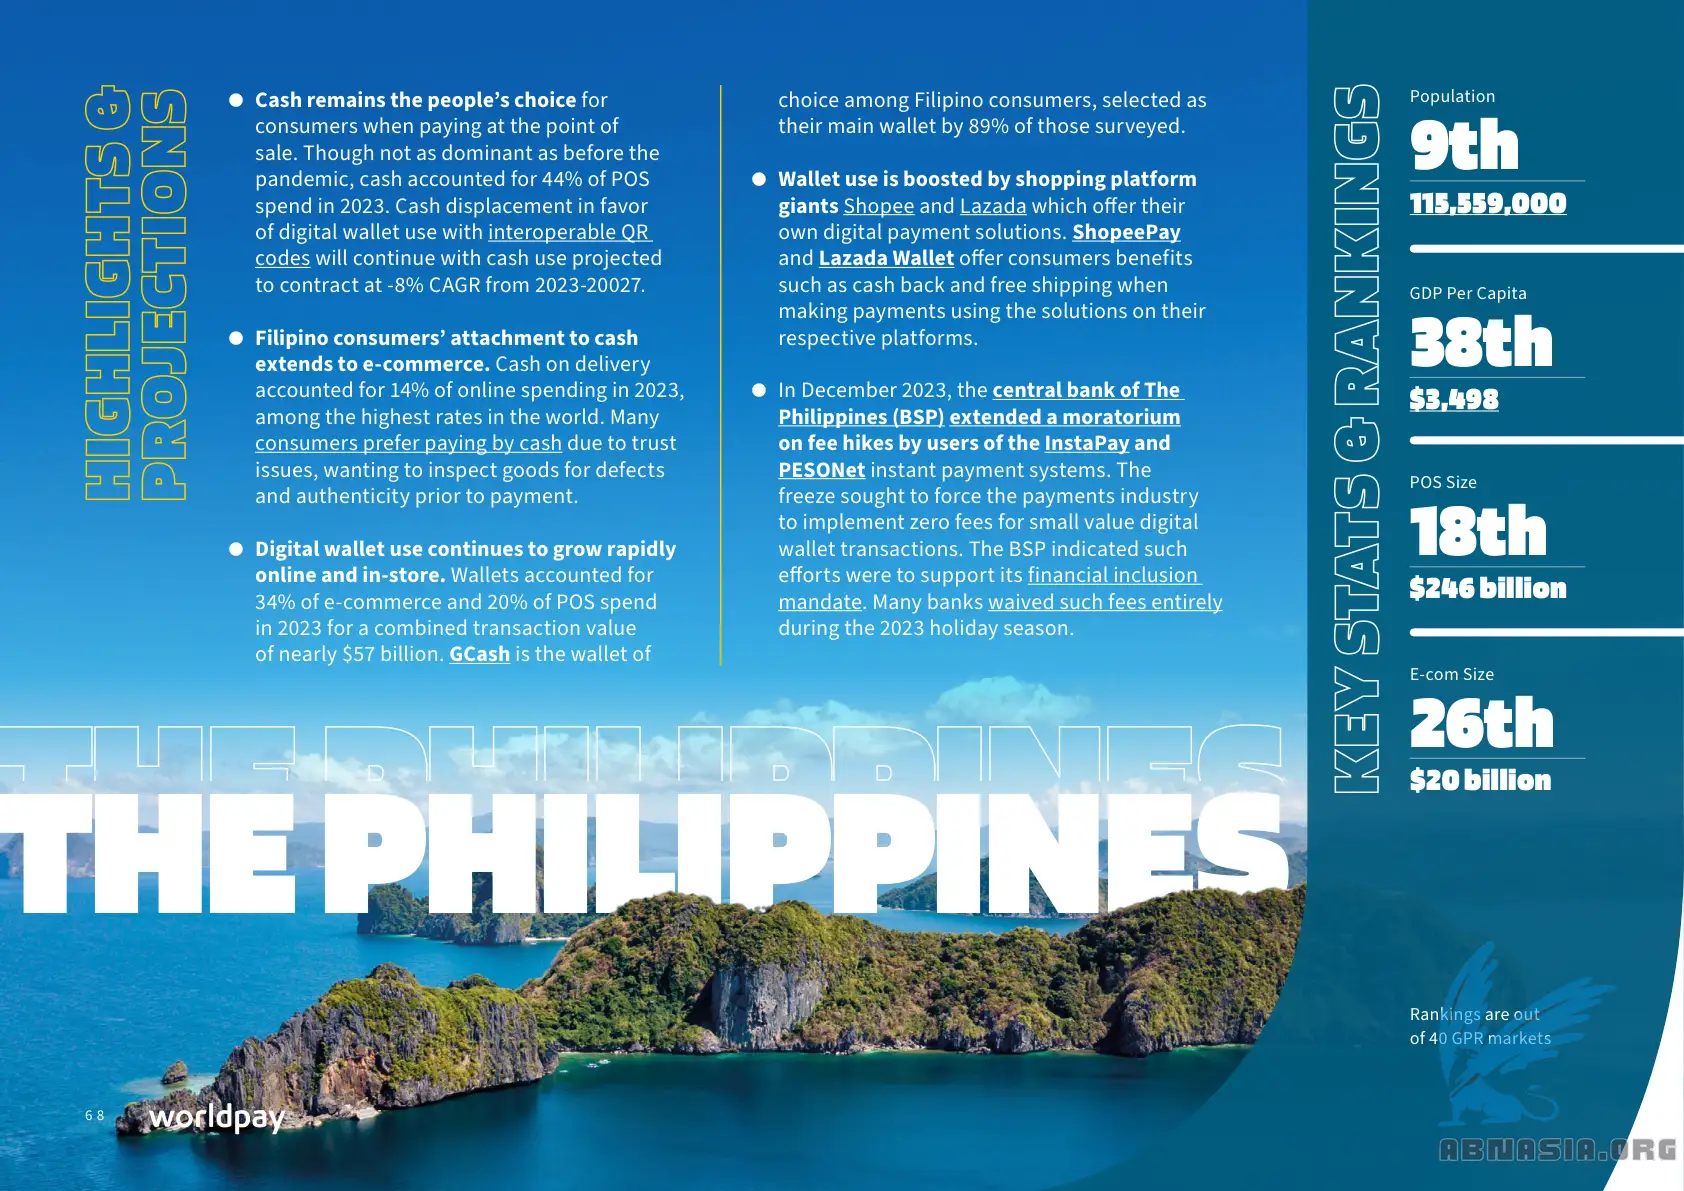 HIGHLIGHTS &
PROJECTIONS
● Cash remains the people’s choice for
consumers when paying at the point of
sale. Though not as dominant as before the
pandemic, cash accounted for 44% of POS
spend in 2023. Cash displacement in favor
of digital wallet use with interoperable QR
codes will continue with cash use projected
to contract at -8% CAGR from 2023-20027.
● Filipino consumers’ attachment to cash
extends to e-commerce. Cash on delivery
accounted for 14% of online spending in 2023,
among the highest rates in the world. Many
consumers prefer paying by cash due to trust
issues, wanting to inspect goods for defects
and authenticity prior to payment.
● Digital wallet use continues to grow rapidly
online and in-store. Wallets accounted for
34% of e-commerce and 20% of POS spend
in 2023 for a combined transaction value
of nearly $57 billion. GCash is the wallet of
choice among Filipino consumers, selected as
their main wallet by 89% of those surveyed.
● Wallet use is boosted by shopping platform
giants Shopee and Lazada which offer their
own digital payment solutions. ShopeePay
and Lazada Wallet offer consumers benefits
such as cash back and free shipping when
making payments using the solutions on their
respective platforms.
● In December 2023, the central bank of The
Philippines (BSP) extended a moratorium
on fee hikes by users of the InstaPay and
PESONet instant payment systems. The
freeze sought to force the payments industry
to implement zero fees for small value digital
wallet transactions. The BSP indicated such
efforts were to support its financial inclusion
mandate. Many banks waived such fees entirely
during the 2023 holiday season.
THE PHILIPPINES
THE PHILIPPINES
68
worldpay
KEY STATS & RANKINGS
Population
9th
115,559,000
GDP Per Capita
38th
$3,498
POS Size
18th
$246 billion
E-com Size
26th
$20 billion
Rankings are out
of 40 GPR markets
ABNASIA.ORG